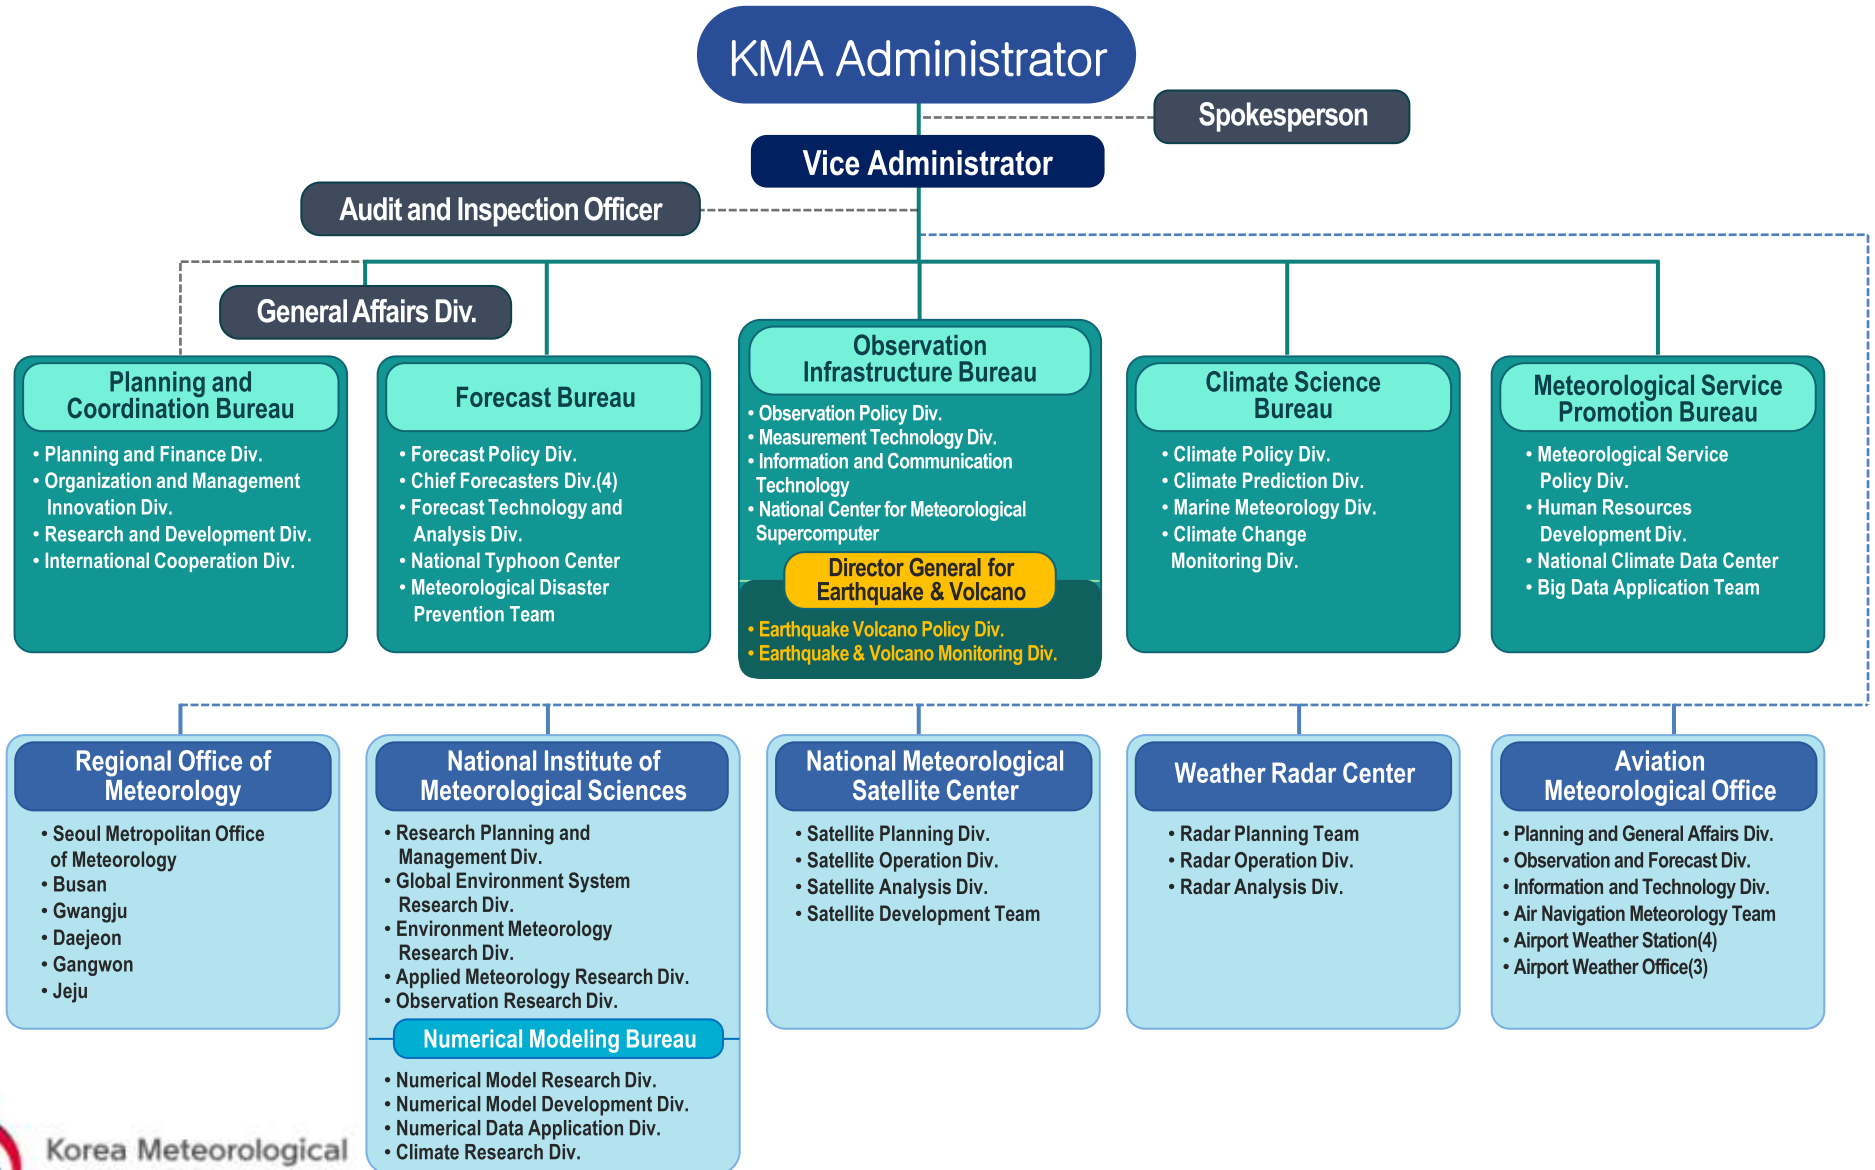 KMA Administrator
Spokesperson
Vice Administrator
Audit and Inspection Officer
General Affairs Div.
Planning and
Coordination Bureau
• Planning and Finance Div.
• Organization and Management
Innovation Div.
• Research and Development Div.
• International Cooperation Div.
Forecast Bureau
• Forecast Policy Div.
• Chief Forecasters Div.(4)
• Forecast Technology and
Analysis Div.
• National Typhoon Center
• Meteorological Disaster
Prevention Team
Observation
Infrastructure Bureau
• Observation Policy Div.
• Measurement Technology Div.
• Information and Communication
Technology
• National Center for Meteorological
Supercomputer
Director General for
Earthquake & Volcano
• Earthquake Volcano Policy Div.
• Earthquake & Volcano Monitoring Div.
Climate Science
Bureau
• Climate Policy Div.
• Climate Prediction Div.
• Marine Meteorology Div.
• Climate Change
Monitoring Div.
Meteorological Service
Promotion Bureau
• Meteorological Service
Policy Div.
• Human Resources
Development Div.
• National Climate Data Center
• Big Data Application Team
Regional Office of
Meteorology
• Seoul Metropolitan Office
of Meteorology
• Busan
• Gwangju
• Daejeon
• Gangwon
• Jeju
National Institute of
Meteorological Sciences
• Research Planning and
Management Div.
• Global Environment System
Research Div.
• Environment Meteorology
Research Div.
• Applied Meteorology Research Div.
• Observation Research Div.
Numerical Modeling Bureau
• Numerical Model Research Div.
• Numerical Model Development Div.
• Numerical Data Application Div.
• Climate Research Div.
National Meteorological
Satellite Center
• Satellite Planning Div.
• Satellite Operation Div.
• Satellite Analysis Div.
• Satellite Development Team
Weather Radar Center
• Radar Planning Team
• Radar Operation Div.
• Radar Analysis Div.
Aviation
Meteorological Office
• Planning and General Affairs Div.
• Observation and Forecast Div.
• Information and Technology Div.
• Air Navigation Meteorology Team
• Airport Weather Station(4)
• Airport Weather Office(3)
Korea Meteorological